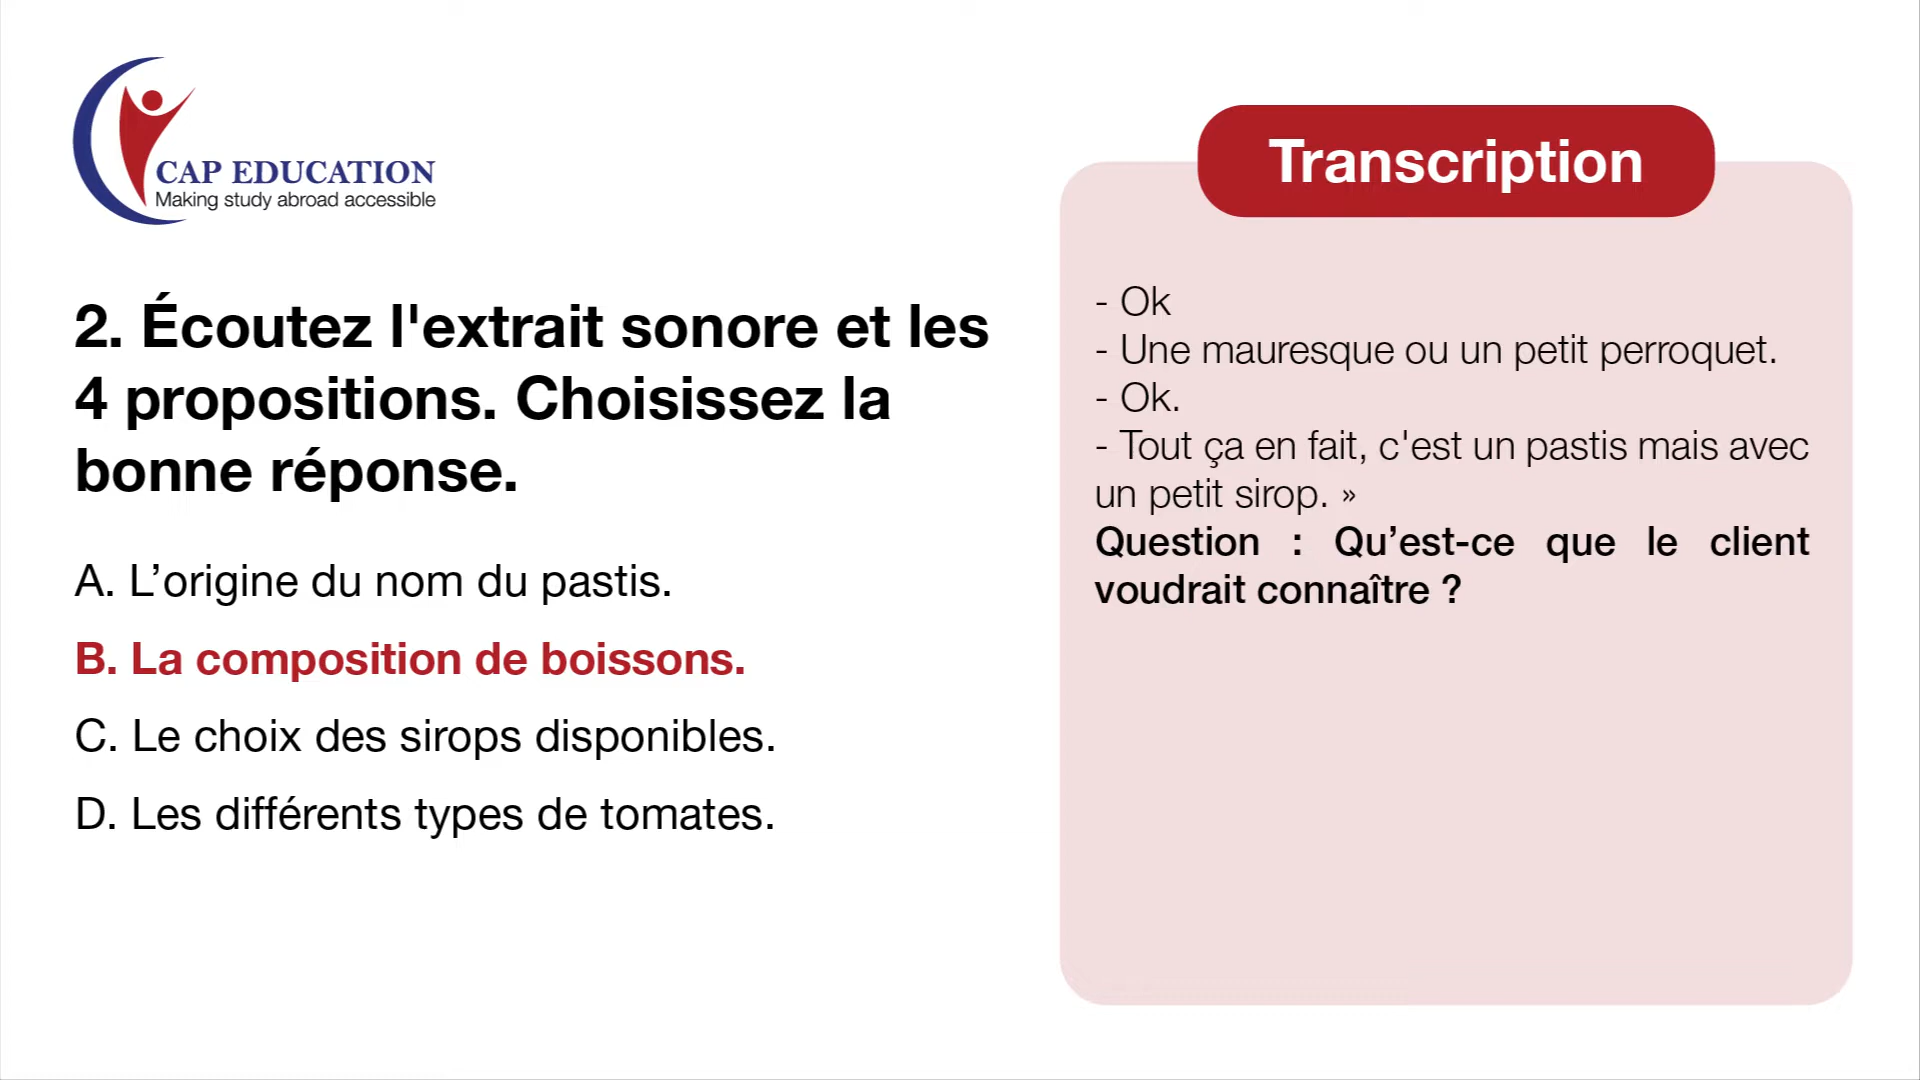 CAP EDUCATION
Making study abroad accessible
2. Écoutez l'extrait sonore et les
4 propositions. Choisissez la
bonne réponse.
A. L’origine du nom du pastis.
B. La composition de boissons.
C. Le choix des sirops disponibles.
D. Les différents types de tomates.
Transcription
- Ok
- Une mauresque ou un petit perroquet.
- Ok.
- Tout ça en fait, c'est un pastis mais avec
un petit sirop. »
Question : Qu’est-ce que le client
voudrait connaître ?